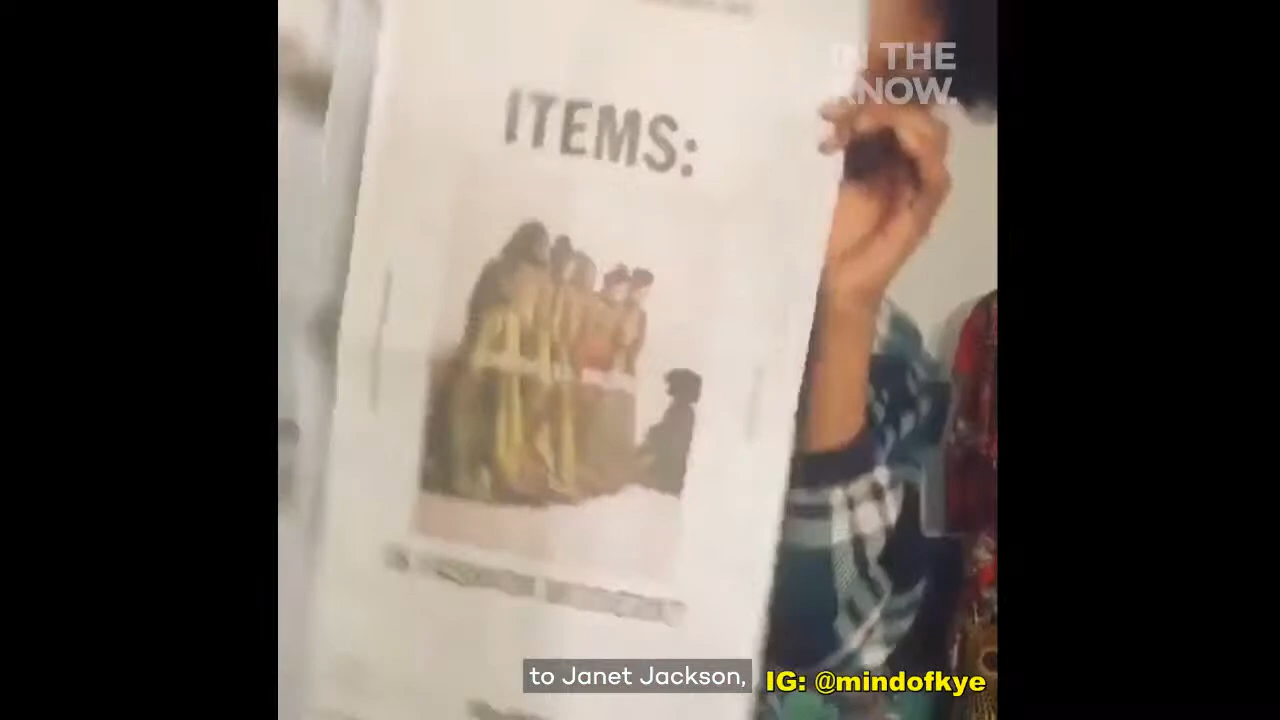 IN THE
KNOW.
ITEMS:
to Janet Jackson,
IG: @mindofkye